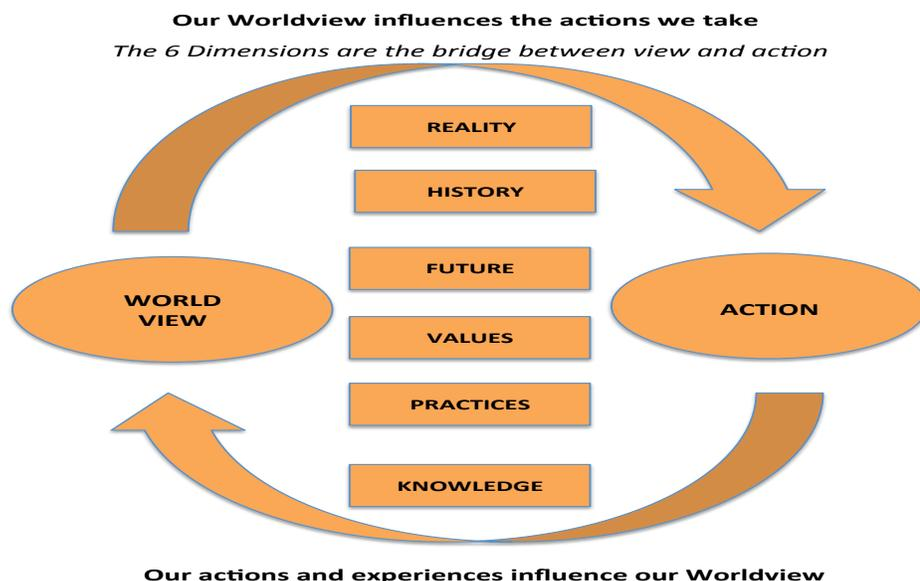 Our Worldview influences the actions we take
The 6 Dimensions are the bridge between view and action
REALITY
HISTORY
FUTURE
WORLD
VIEW
ACTION
VALUES
PRACTICES
KNOWLEDGE
Our actions and experiences influence our Worldview